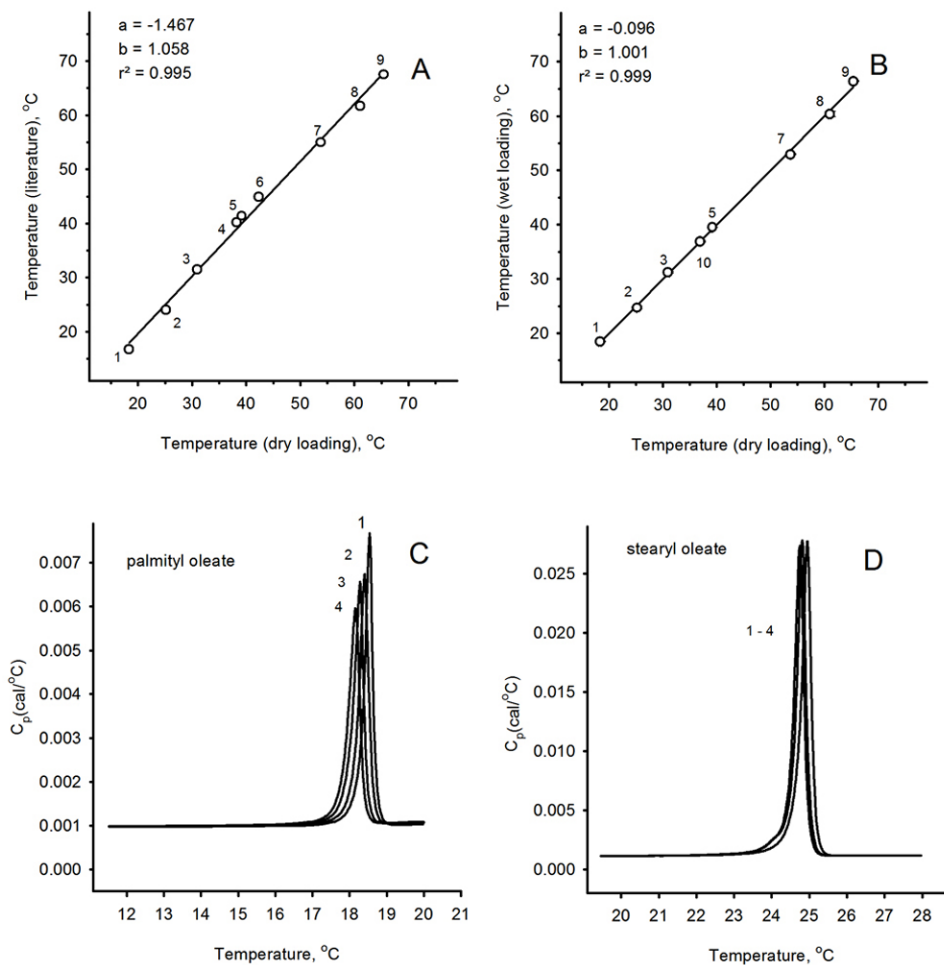 a = -1.467
b = 1.058
r² = 0.995
A
70
60
50
40
30
20
Temperature (literature), °C
1
2
3
4
5
6
7
8
9
20 30 40 50 60 70
Temperature (dry loading), °C
a = -0.096
b = 1.001
r² = 0.999
B
70
60
50
40
30
20
Temperature (wet loading), °C
1
2
3
10
5
7
8
9
20 30 40 50 60 70
Temperature (dry loading), °C
palmityl oleate
C
1
2
3
4
0.007
0.006
0.005
0.004
0.003
0.002
0.001
0.000
Cp(cal/°C)
12 13 14 15 16 17 18 19 20 21
Temperature, °C
stearyl oleate
D
1 - 4
0.025
0.020
0.015
0.010
0.005
0.000
Cp(cal/°C)
20 21 22 23 24 25 26 27 28
Temperature, °C